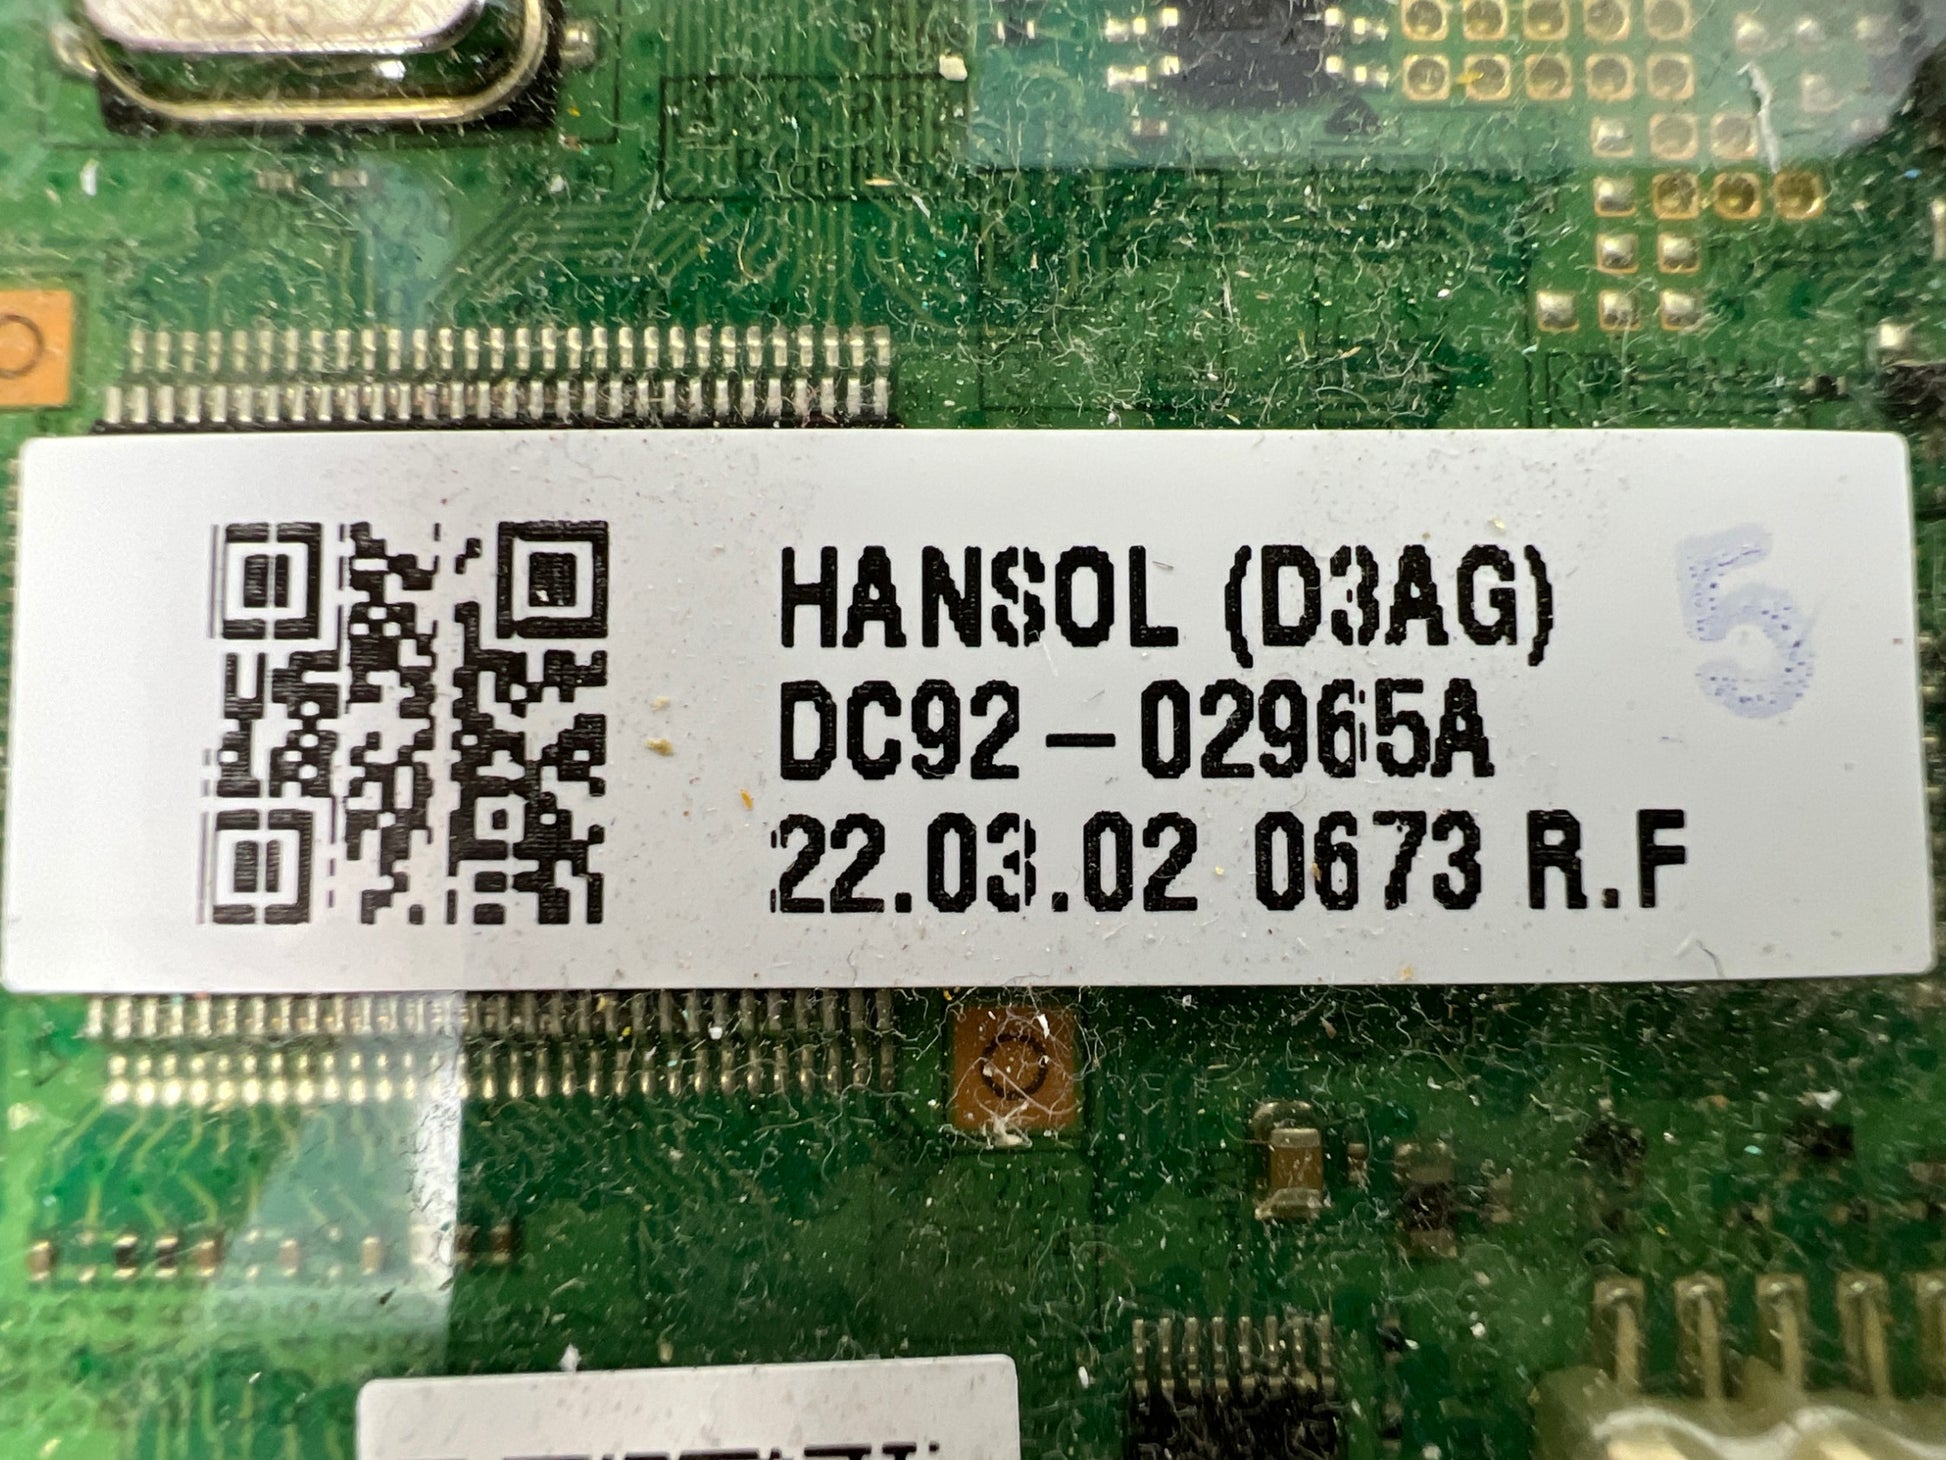 HANSOL (D3AG)
5
DC92-02965A
22.03.02 0673 R.F